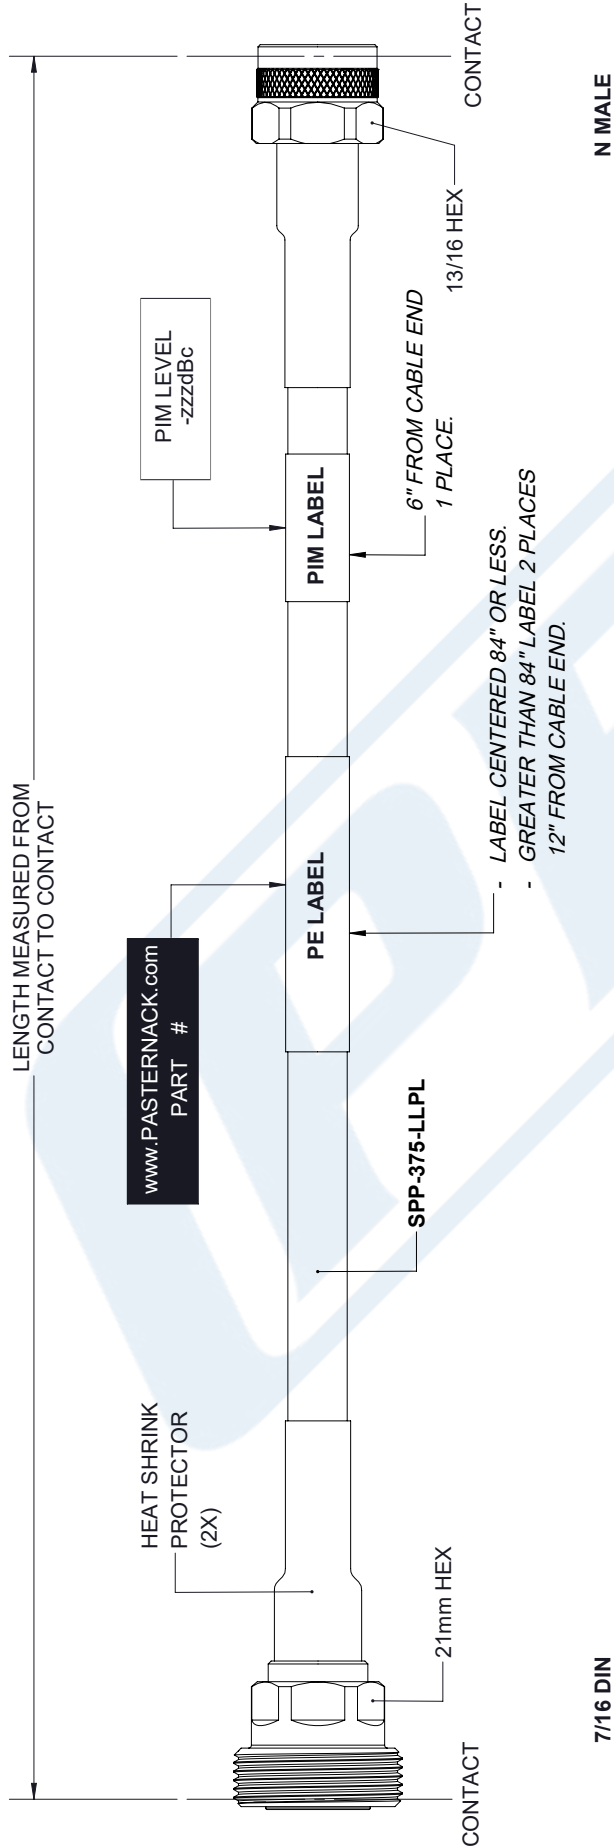 LENGTH MEASURED FROM
CONTACT TO CONTACT
HEAT SHRINK
PROTECTOR
(2X)
www.PASTERNACK.com
PART #
PIM LEVEL
-zzzdBc
PE LABEL
PIM LABEL
CONTACT
21mm HEX
SPP-375-LLPL
- LABEL CENTERED 84" OR LESS.
- GREATER THAN 84" LABEL 2 PLACES
12" FROM CABLE END.
6" FROM CABLE END
1 PLACE.
13/16 HEX
CONTACT
7/16 DIN
N MALE